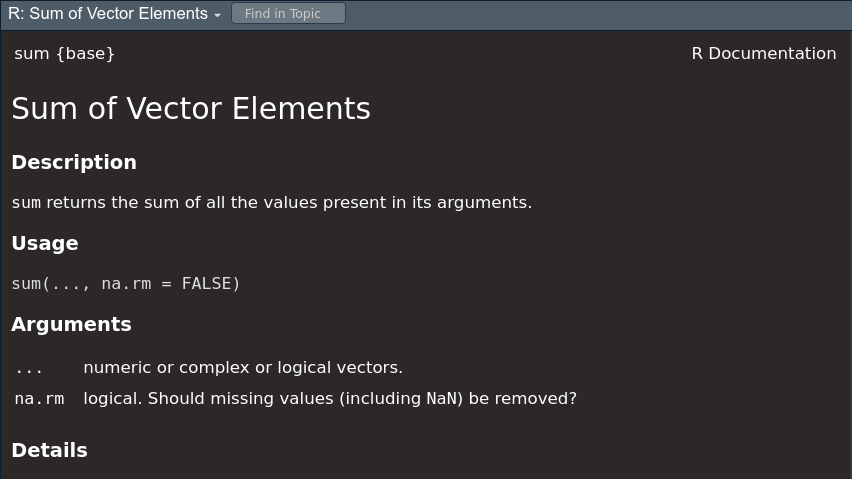 R: Sum of Vector Elements
Find in Topic
sum {base}
R Documentation
Sum of Vector Elements
Description
sum returns the sum of all the values present in its arguments.
Usage
sum(..., na.rm = FALSE)
Arguments
... numeric or complex or logical vectors.
na.rm logical. Should missing values (including NaN) be removed?
Details